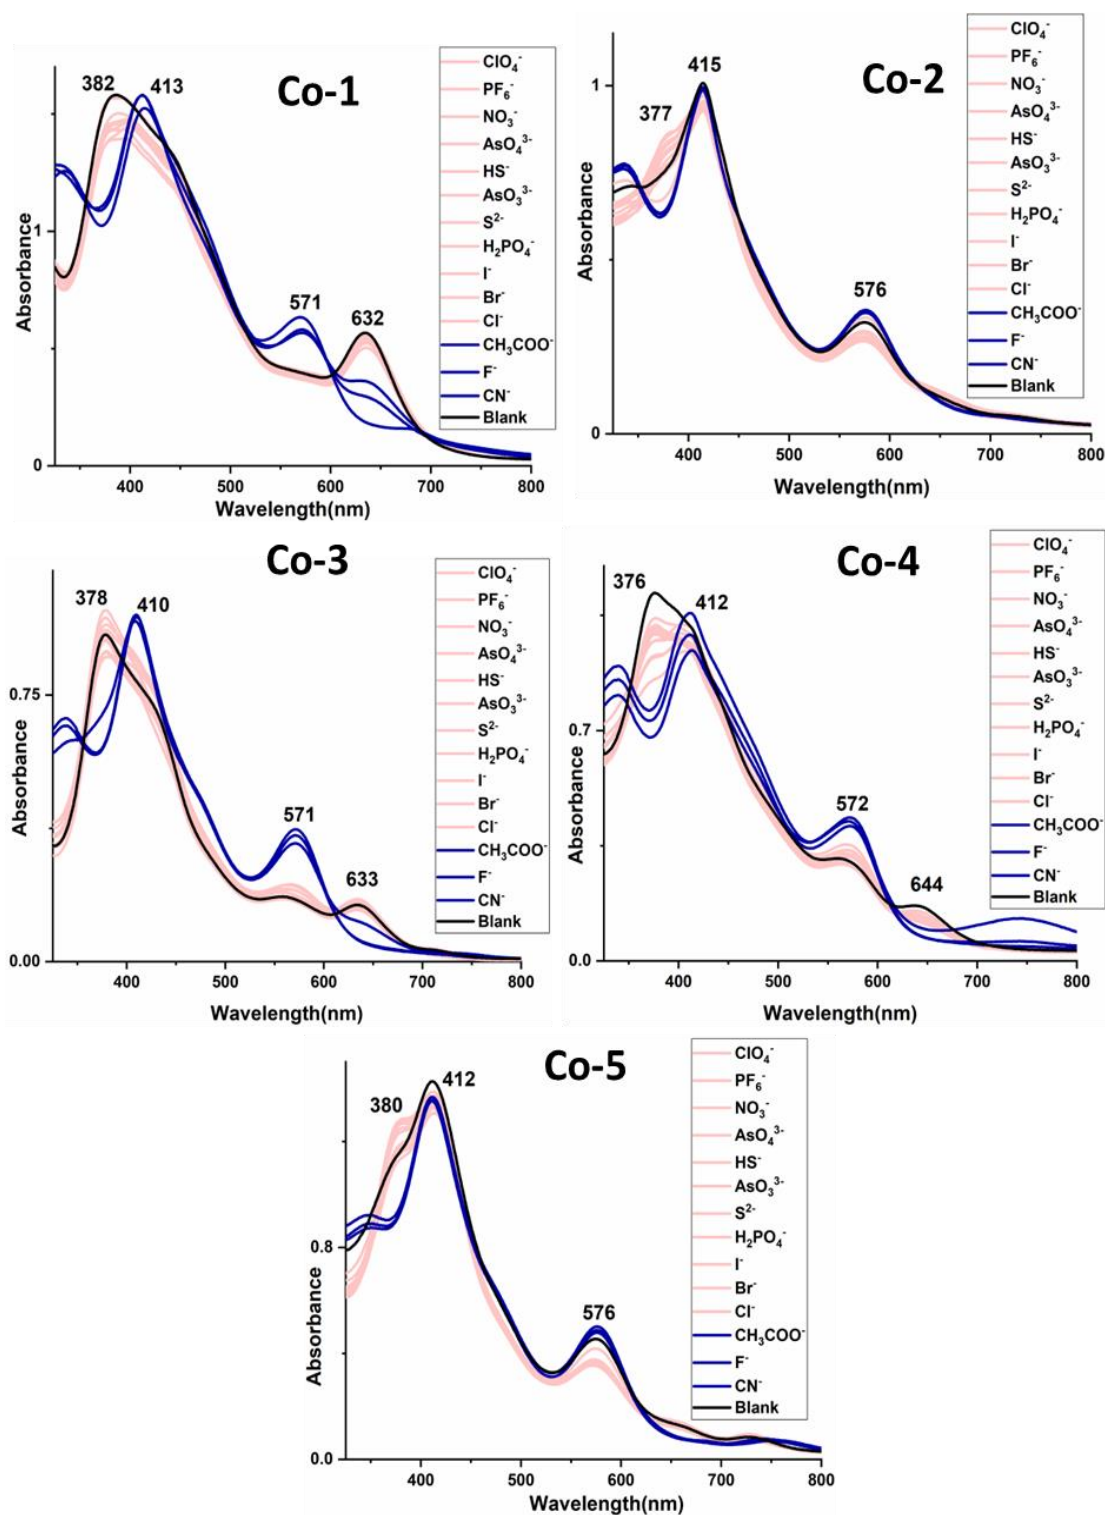 Co-1
382
413
571
632
ClO₄⁻
PF₆⁻
NO₃⁻
AsO₄³⁻
HS⁻
AsO₃³⁻
S²⁻
H₂PO₄⁻
I⁻
Br⁻
Cl⁻
CH₃COO⁻
F⁻
CN⁻
Blank
Absorbance
1
0
400
500
600
700
800
Wavelength(nm)
Co-2
377
415
576
ClO₄⁻
PF₆⁻
NO₃⁻
AsO₄³⁻
HS⁻
AsO₃³⁻
S²⁻
H₂PO₄⁻
I⁻
Br⁻
Cl⁻
CH₃COO⁻
F⁻
CN⁻
Blank
Absorbance
1
0
400
500
600
700
800
Wavelength(nm)
Co-3
378
410
571
633
ClO₄⁻
PF₆⁻
NO₃⁻
AsO₄³⁻
HS⁻
AsO₃³⁻
S²⁻
H₂PO₄⁻
I⁻
Br⁻
Cl⁻
CH₃COO⁻
F⁻
CN⁻
Blank
Absorbance
0.75
0.00
400
500
600
700
800
Wavelength(nm)
Co-4
376
412
572
644
ClO₄⁻
PF₆⁻
NO₃⁻
AsO₄³⁻
HS⁻
AsO₃³⁻
S²⁻
H₂PO₄⁻
I⁻
Br⁻
Cl⁻
CH₃COO⁻
F⁻
CN⁻
Blank
Absorbance
0.7
0.0
400
500
600
700
800
Wavelength(nm)
Co-5
380
412
576
ClO₄⁻
PF₆⁻
NO₃⁻
AsO₄³⁻
HS⁻
AsO₃³⁻
S²⁻
H₂PO₄⁻
I⁻
Br⁻
Cl⁻
CH₃COO⁻
F⁻
CN⁻
Blank
Absorbance
0.8
0.0
400
500
600
700
800
Wavelength(nm)